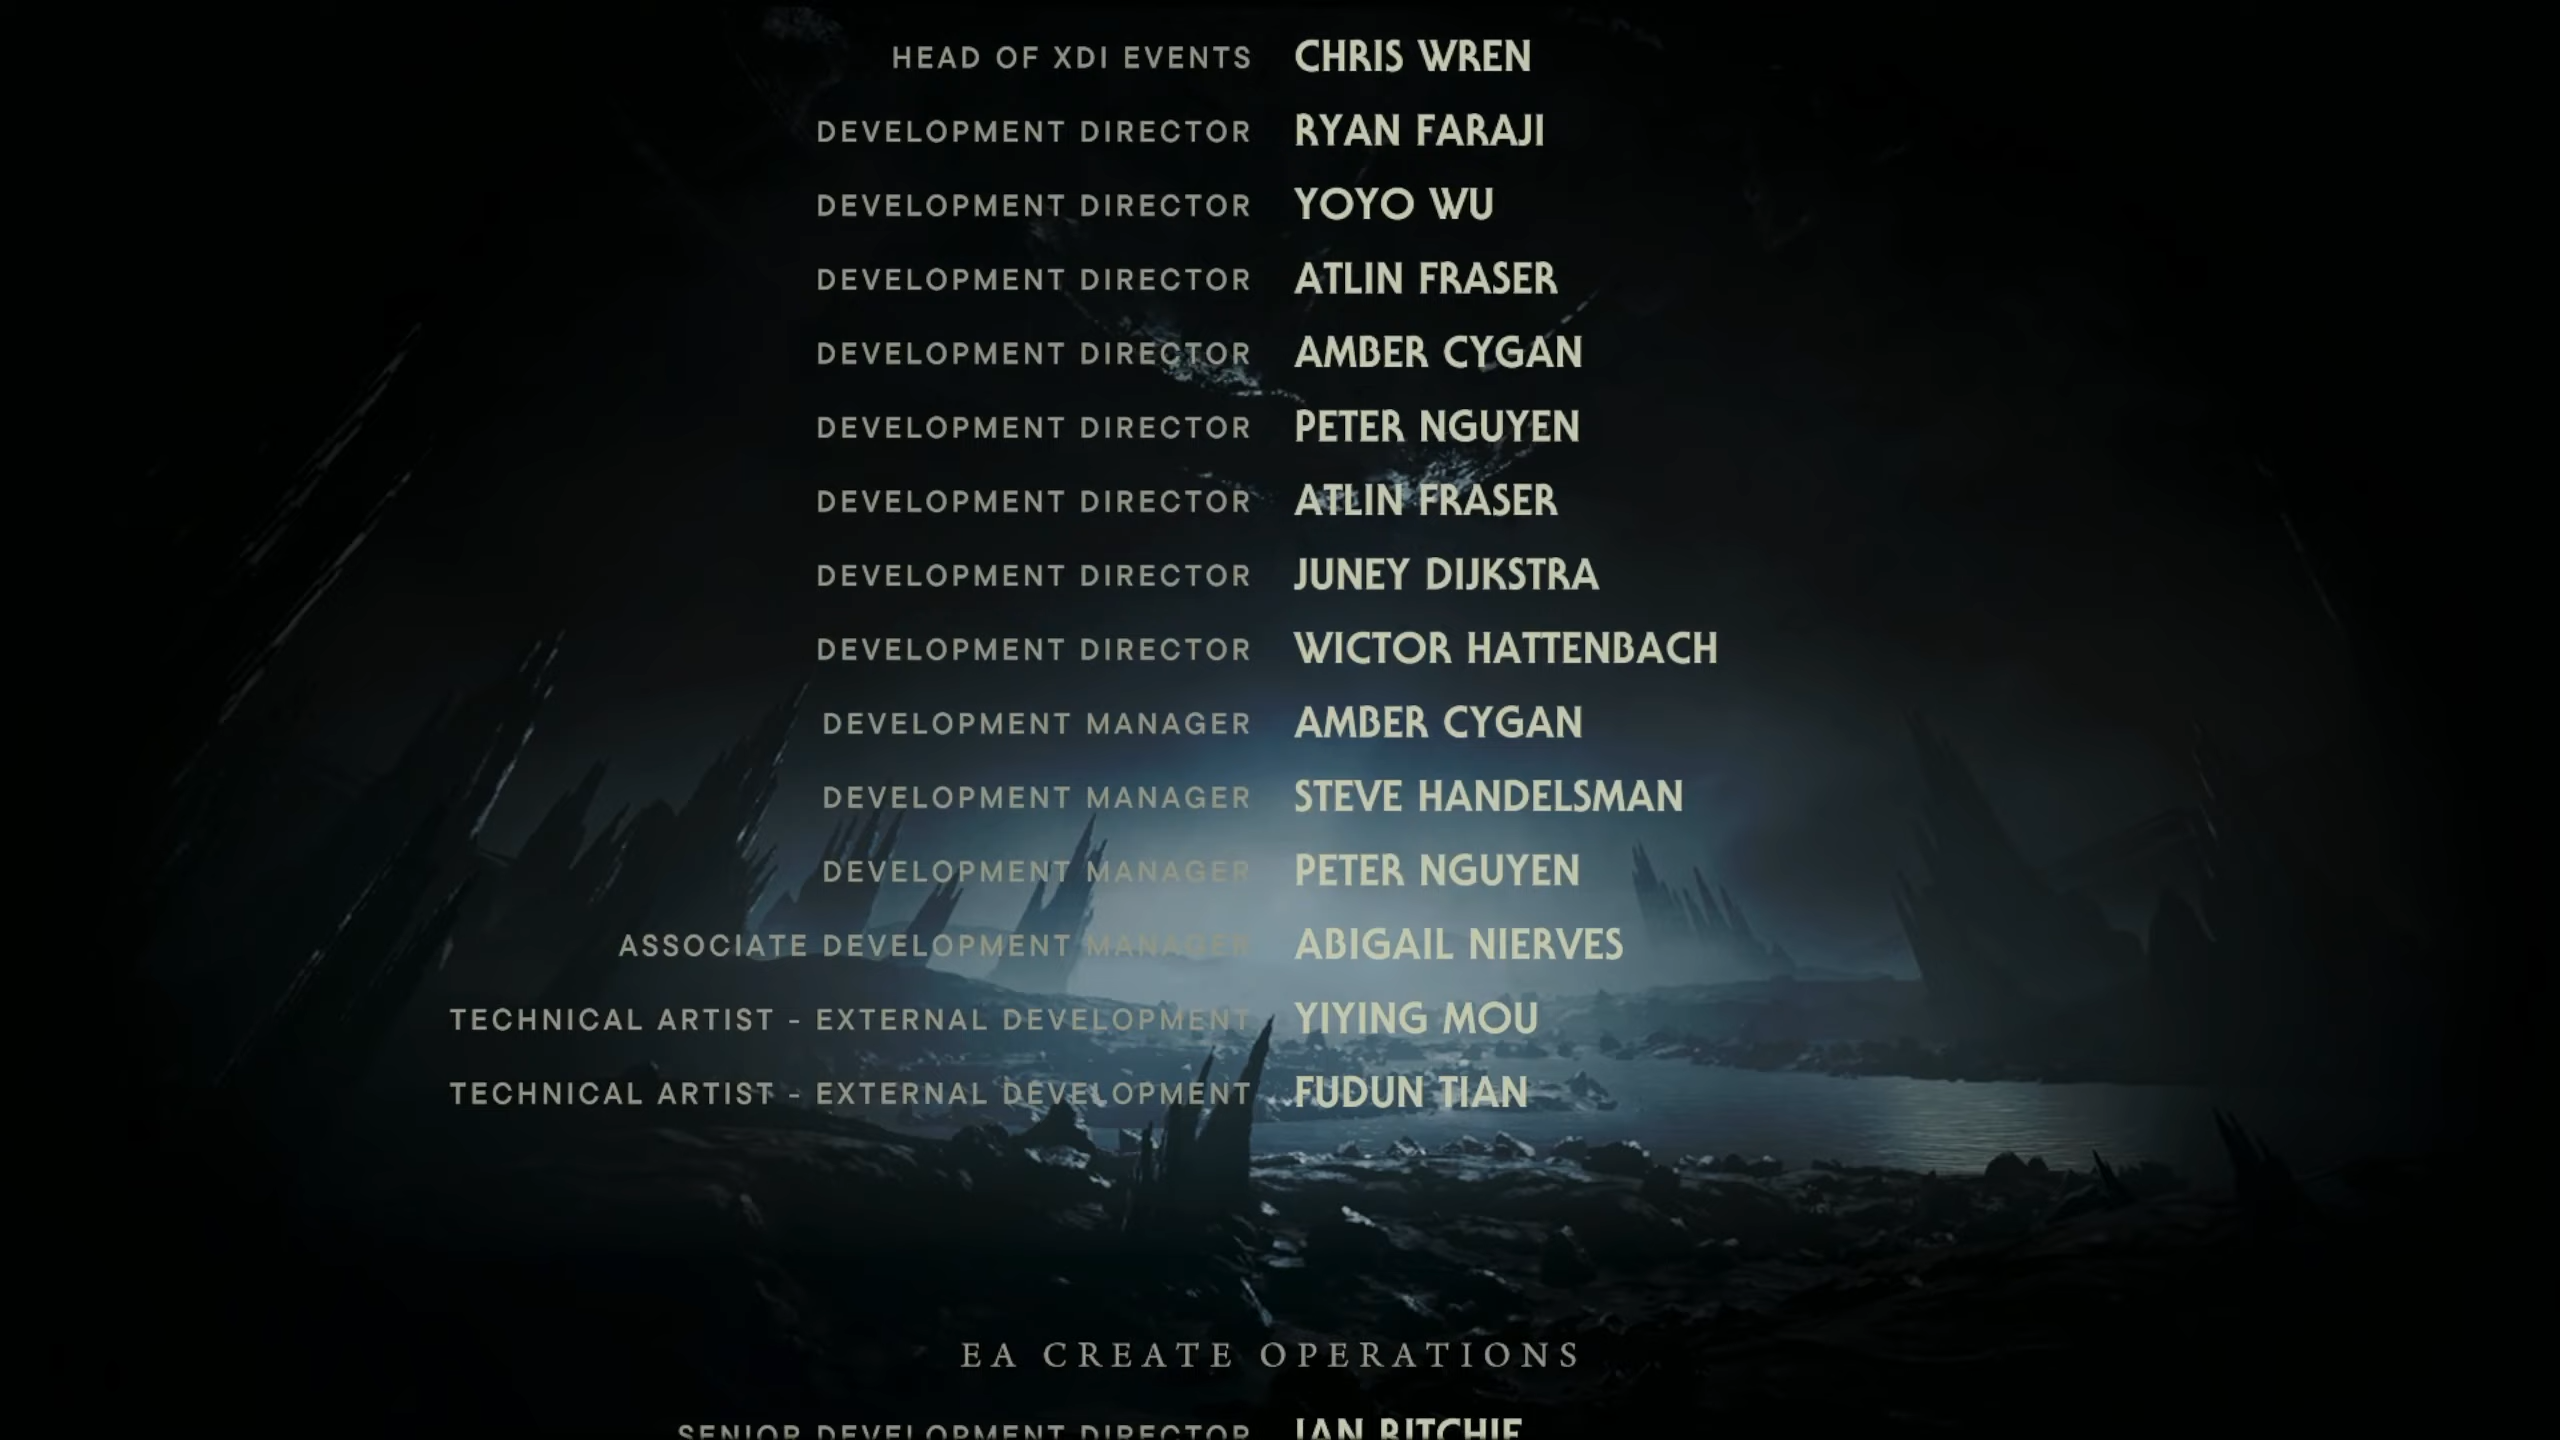 HEAD OF XDI EVENTS CHRIS WREN
DEVELOPMENT DIRECTOR RYAN FARAJI
DEVELOPMENT DIRECTOR YOYO WU
DEVELOPMENT DIRECTOR ATLIN FRASER
DEVELOPMENT DIRECTOR AMBER CYGAN
DEVELOPMENT DIRECTOR PETER NGUYEN
DEVELOPMENT DIRECTOR ATLIN FRASER
DEVELOPMENT DIRECTOR JUNEY DIJKSTRA
DEVELOPMENT DIRECTOR WICTOR HATTENBACH
DEVELOPMENT MANAGER AMBER CYGAN
DEVELOPMENT MANAGER STEVE HANDELSMAN
DEVELOPMENT MANAGER PETER NGUYEN
ASSOCIATE DEVELOPMENT MANAGER ABIGAIL NIERVES
TECHNICAL ARTIST - EXTERNAL DEVELOPMENT YIYING MOU
TECHNICAL ARTIST - EXTERNAL DEVELOPMENT FUDUN TIAN
EA CREATE OPERATIONS
SENIOR DEVELOPMENT DIRECTOR IAN RITCHIE